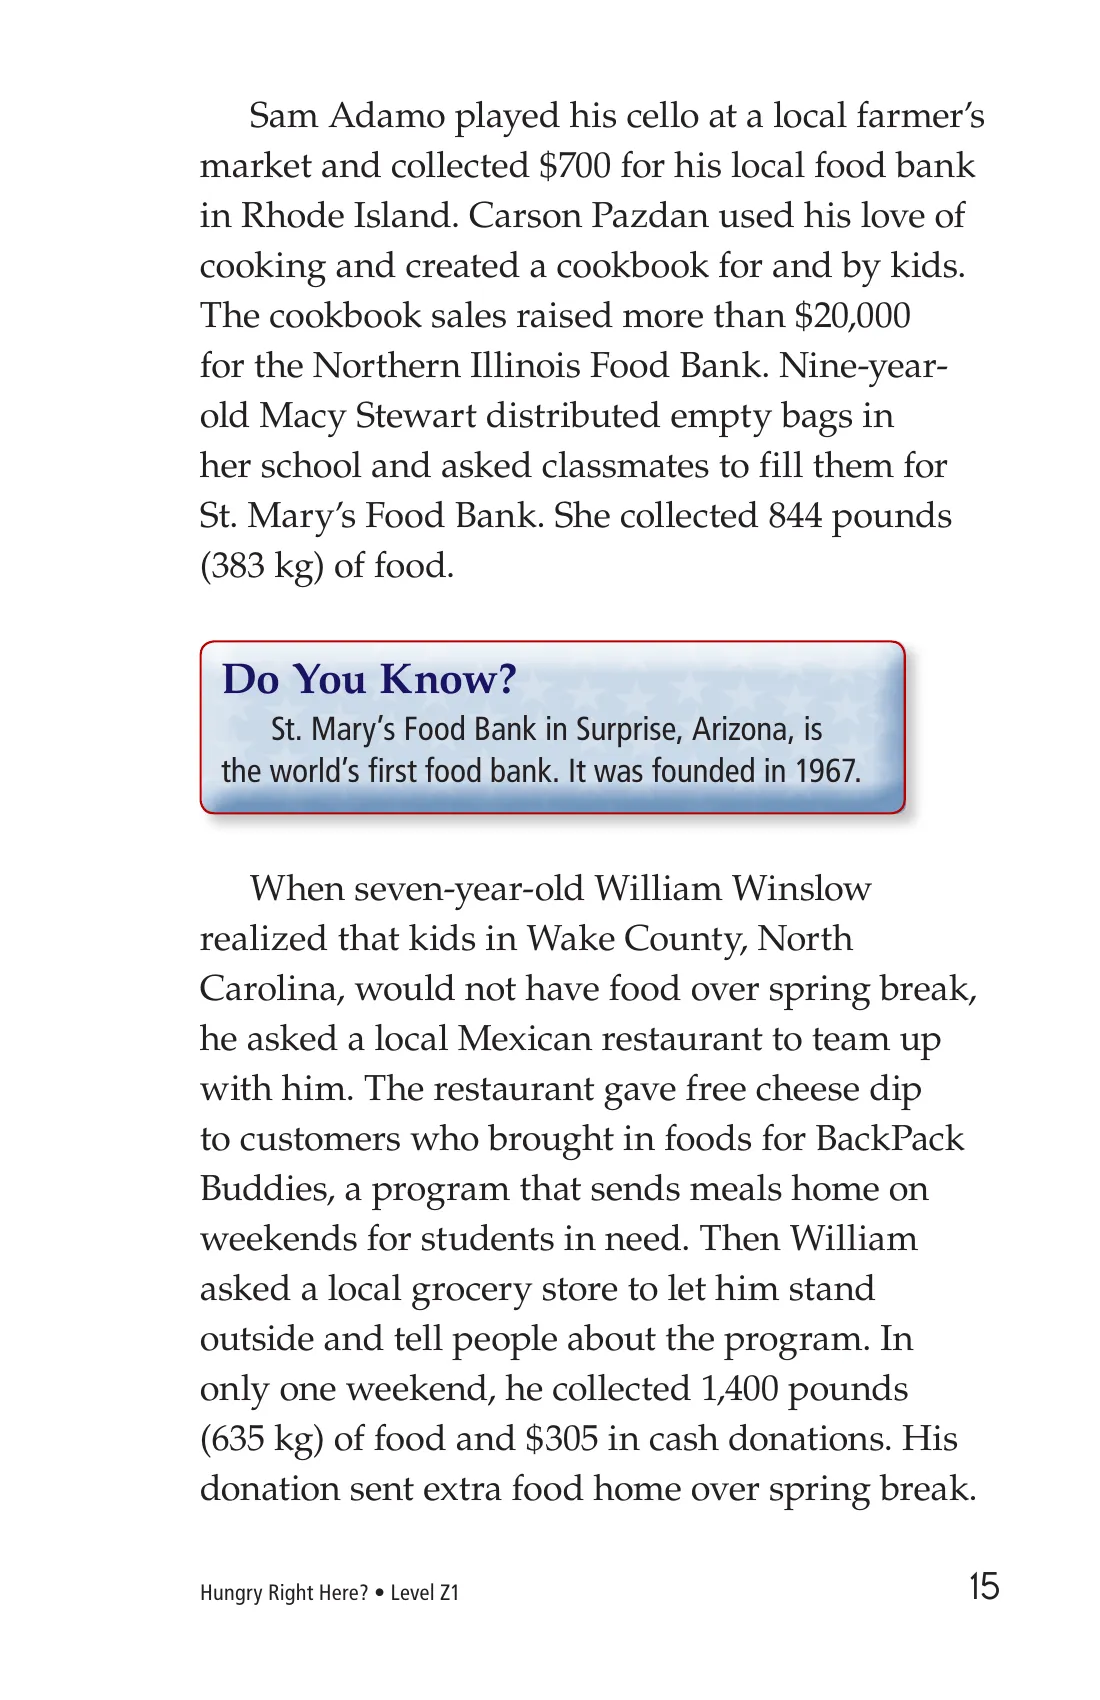 Sam Adamo played his cello at a local farmer’s
market and collected $700 for his local food bank
in Rhode Island. Carson Pazdan used his love of
cooking and created a cookbook for and by kids.
The cookbook sales raised more than $20,000
for the Northern Illinois Food Bank. Nine-year-
old Macy Stewart distributed empty bags in
her school and asked classmates to fill them for
St. Mary’s Food Bank. She collected 844 pounds
(383 kg) of food.
Do You Know?
St. Mary’s Food Bank in Surprise, Arizona, is
the world’s first food bank. It was founded in 1967.
When seven-year-old William Winslow
realized that kids in Wake County, North
Carolina, would not have food over spring break,
he asked a local Mexican restaurant to team up
with him. The restaurant gave free cheese dip
to customers who brought in foods for BackPack
Buddies, a program that sends meals home on
weekends for students in need. Then William
asked a local grocery store to let him stand
outside and tell people about the program. In
only one weekend, he collected 1,400 pounds
(635 kg) of food and $305 in cash donations. His
donation sent extra food home over spring break.
Hungry Right Here? • Level Z1
15